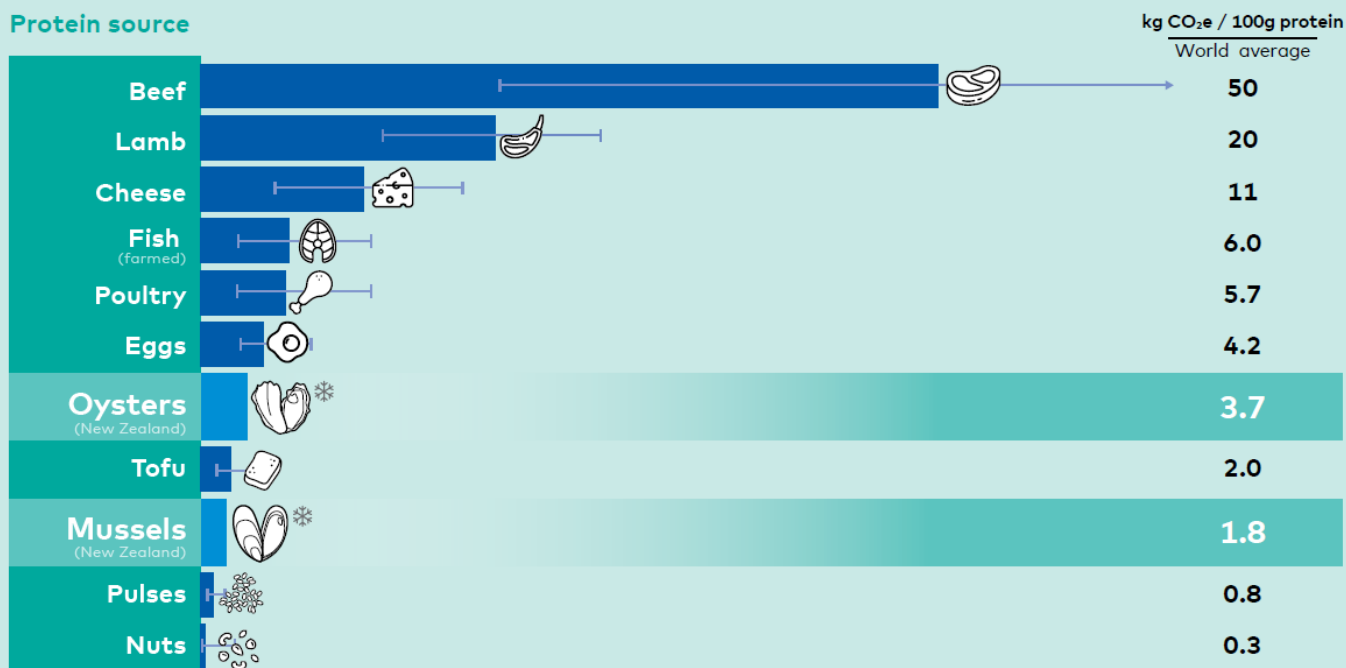 Protein source
kg CO₂e / 100g protein
World average
Beef 50
Lamb 20
Cheese 11
Fish 6.0
(farmed)
Poultry 5.7
Eggs 4.2
Oysters 3.7
(New Zealand)
Tofu 2.0
Mussels 1.8
(New Zealand)
Pulses 0.8
Nuts 0.3